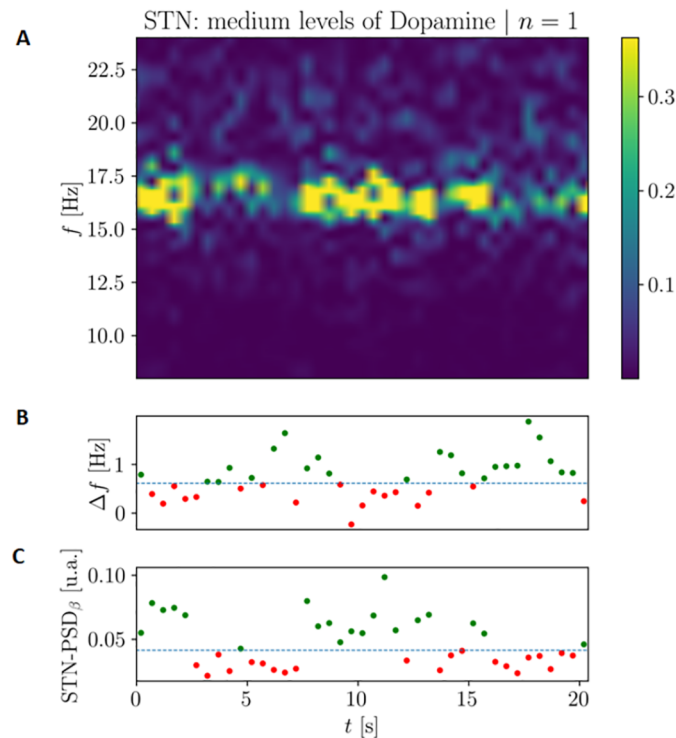 STN: medium levels of Dopamine | n = 1
A
22.5
20.0
17.5
15.0
12.5
10.0
f [Hz]
0.3
0.2
0.1
B
1
0
Δf [Hz]
C
0.10
0.05
STN-PSDβ [u.a.]
0 5 10 15 20
t [s]